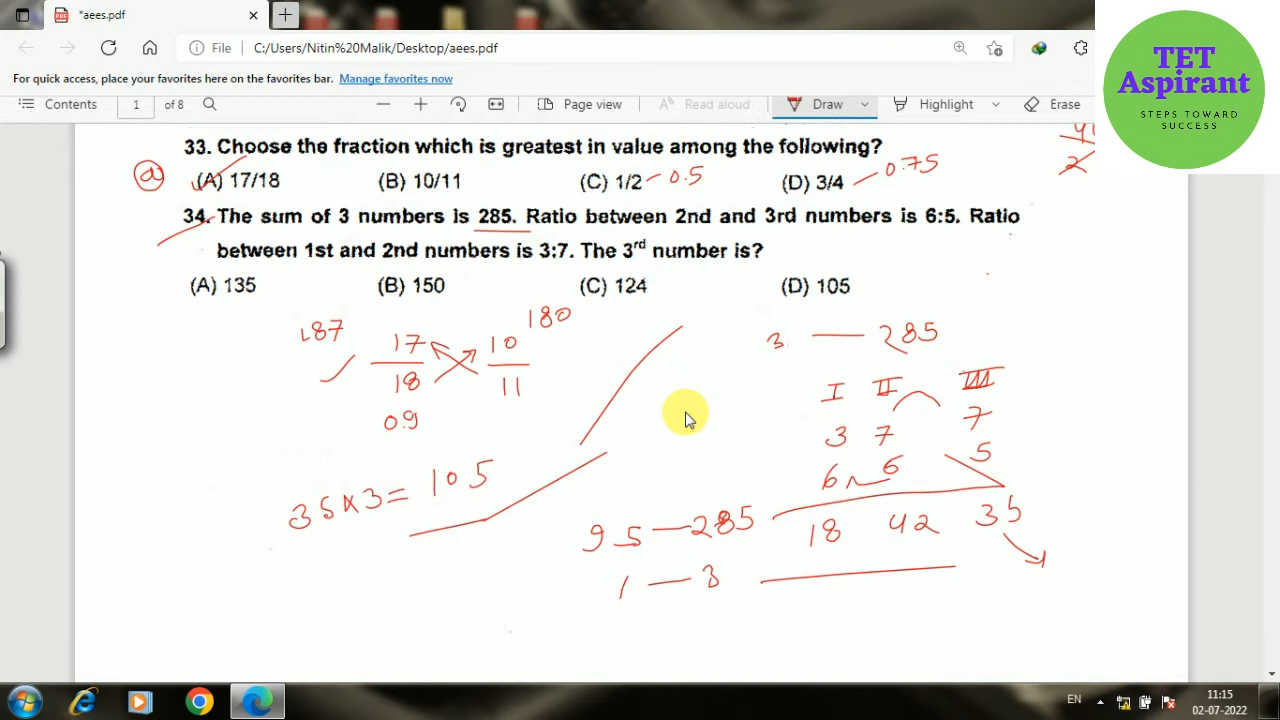 *aees.pdf
File
C:/Users/Nitin%20Malik/Desktop/aees.pdf
For quick access, place your favorites here on the favorites bar. Manage favorites now
Contents 1 of 8 Page view Read aloud Draw Highlight Erase
TET
Aspirant
STEPS TOWARD
SUCCESS
33. Choose the fraction which is greatest in value among the following?
(a) (A) 17/18 (B) 10/11 (C) 1/2 - 0.5 (D) 3/4 - 0.75
34. The sum of 3 numbers is 285. Ratio between 2nd and 3rd numbers is 6:5. Ratio
between 1st and 2nd numbers is 3:7. The 3rd number is?
(A) 135 (B) 150 (C) 124 (D) 105
187 180
17 10
18 11
0.9
35x3= 105
3 — 285
I II III
3 7 7
6 6 5
18 42 35
95 — 285
1 — 3
EN
11:15
02-07-2022